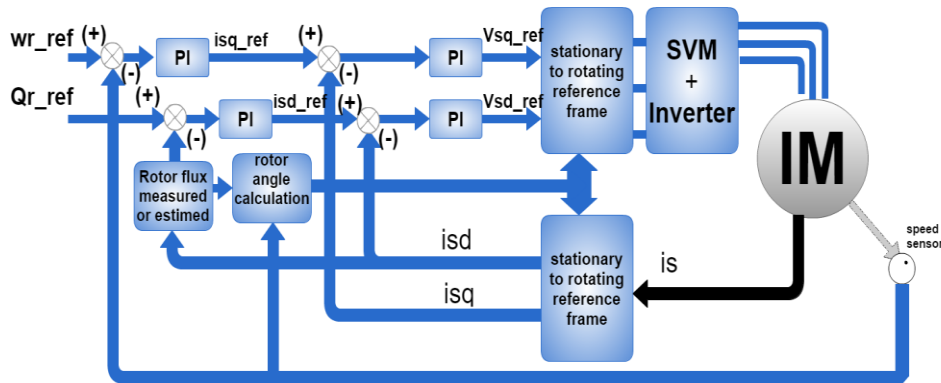 wr_ref
(+)
(-)
PI
isq_ref
(+)
(-)
PI
Vsq_ref
stationary
to rotating
reference
frame
SVM
+
Inverter
Qr_ref
(+)
(-)
PI
isd_ref
(+)
(-)
PI
Vsd_ref
IM
Rotor flux
measured
or estimed
rotor
angle
calculation
speed
sensor
isd
isq
stationary
to rotating
reference
frame
is